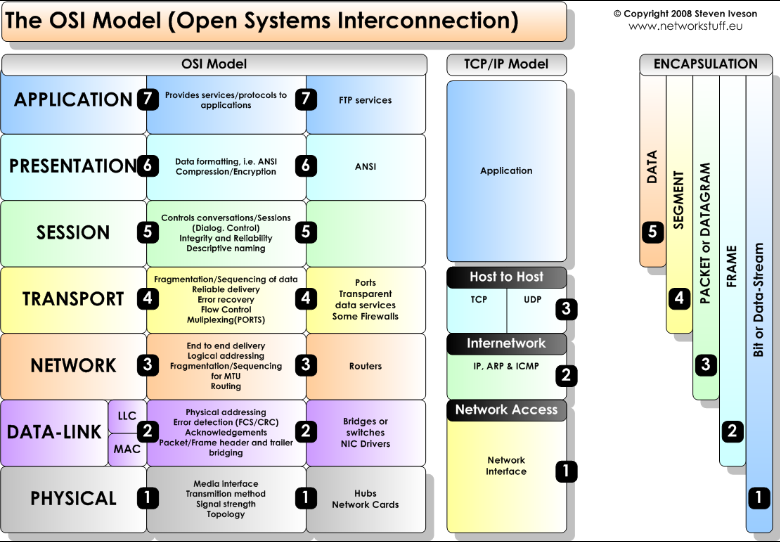 The OSI Model (Open Systems Interconnection)
© Copyright 2008 Steven Iveson
www.networkstuff.eu
OSI Model
TCP/IP Model
ENCAPSULATION
APPLICATION
7
Provides services/protocols to
applications
7
FTP services
PRESENTATION
6
Data formatting, i.e. ANSI
Compression/Encryption
6
ANSI
SESSION
5
Controls conversations/Sessions
(Dialog. Control)
Integrity and Reliability
Descriptive naming
5
TRANSPORT
4
Fragmentation/Sequencing of data
Reliable delivery
Error recovery
Flow Control
Muliplexing(PORTS)
4
Ports
Transparent
data services
Some Firewalls
NETWORK
3
End to end delivery
Logical addressing
Fragmentation/Sequencing
for MTU
Routing
3
Routers
DATA-LINK
LLC
MAC
2
Physical addressing
Error detection (FCS/CRC)
Acknowledgements
Packet/Frame header and trailer
bridging
2
Bridges or
switches
NIC Drivers
PHYSICAL
1
Media Interface
Transmition method
Signal strength
Topology
1
Hubs
Network Cards
Application
Host to Host
TCP
UDP
3
Internetwork
IP, ARP & ICMP
2
Network Access
Network
Interface
1
DATA
5
SEGMENT
4
PACKET or DATAGRAM
3
FRAME
2
Bit or Data-Stream
1